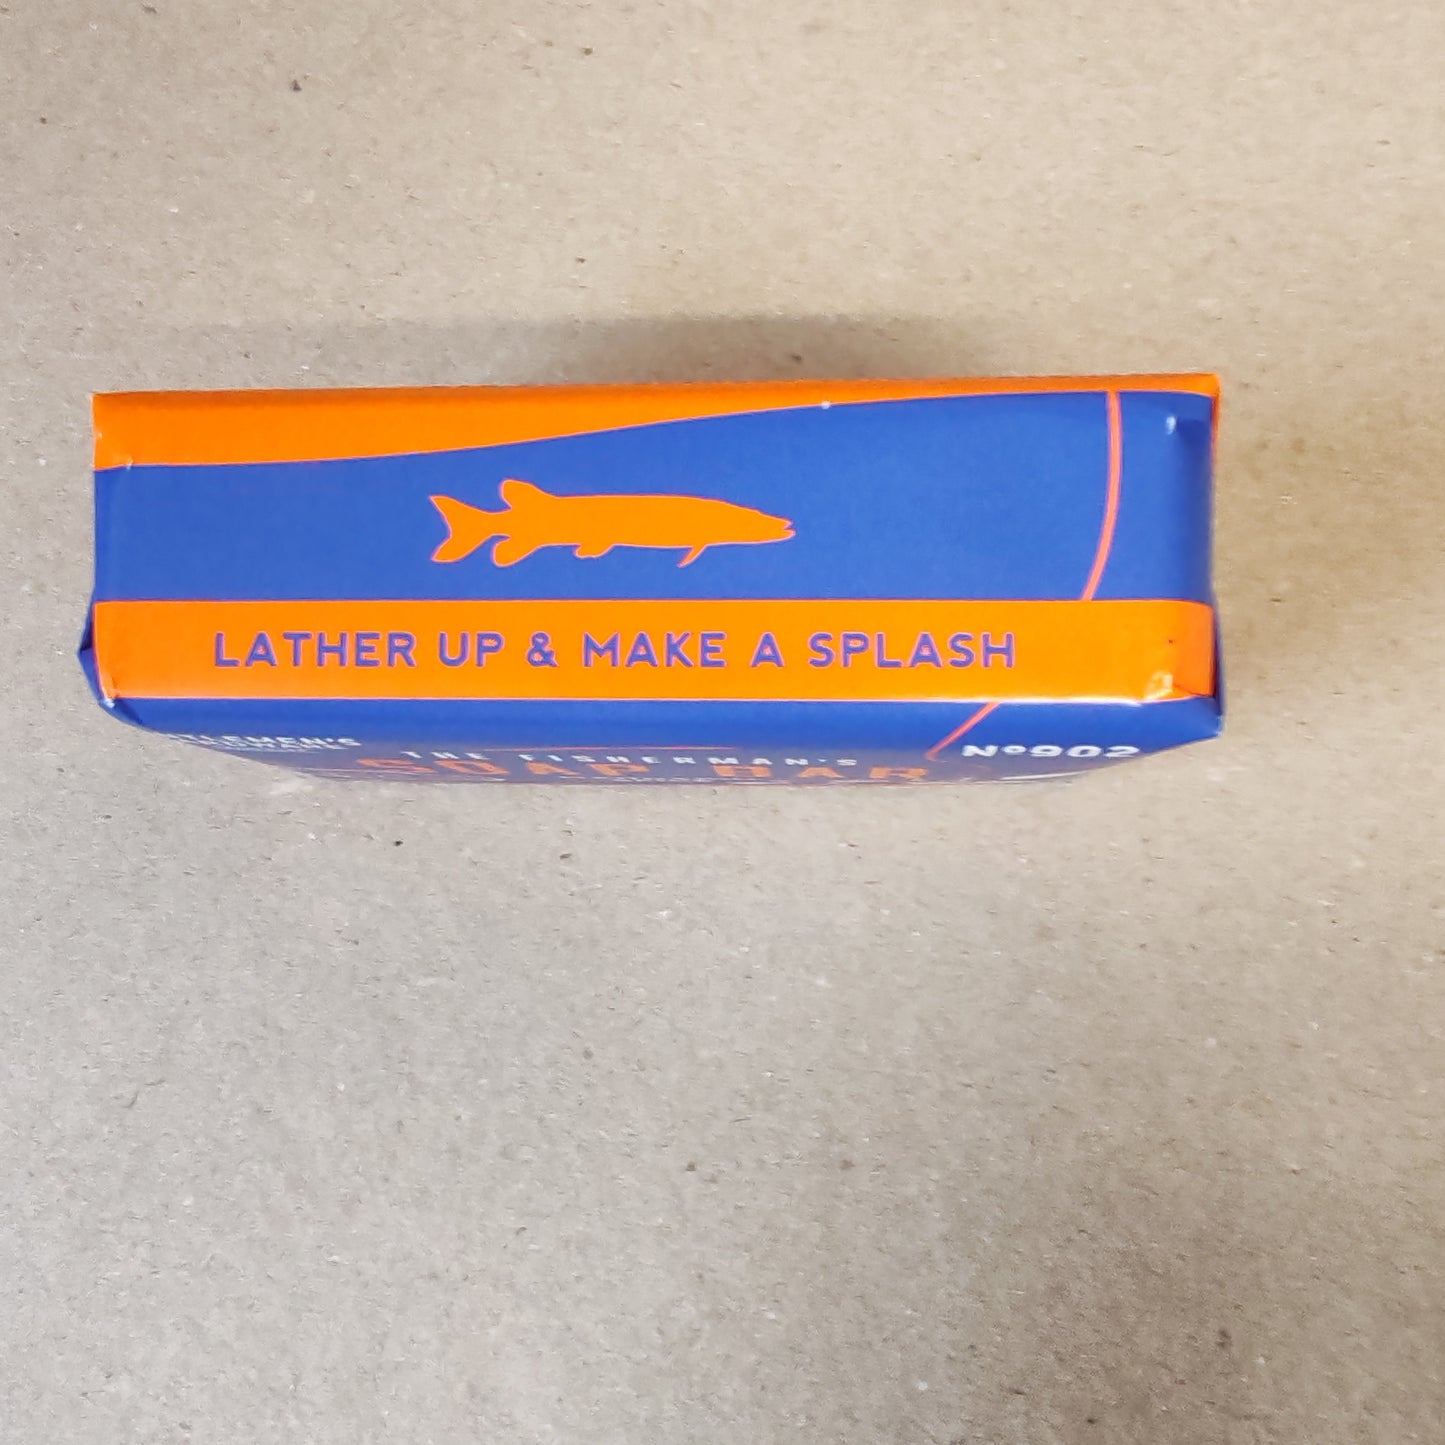 LATHER UP & MAKE A SPLASH
THE FISHERMAN'S
SOAP BAR
Nº902